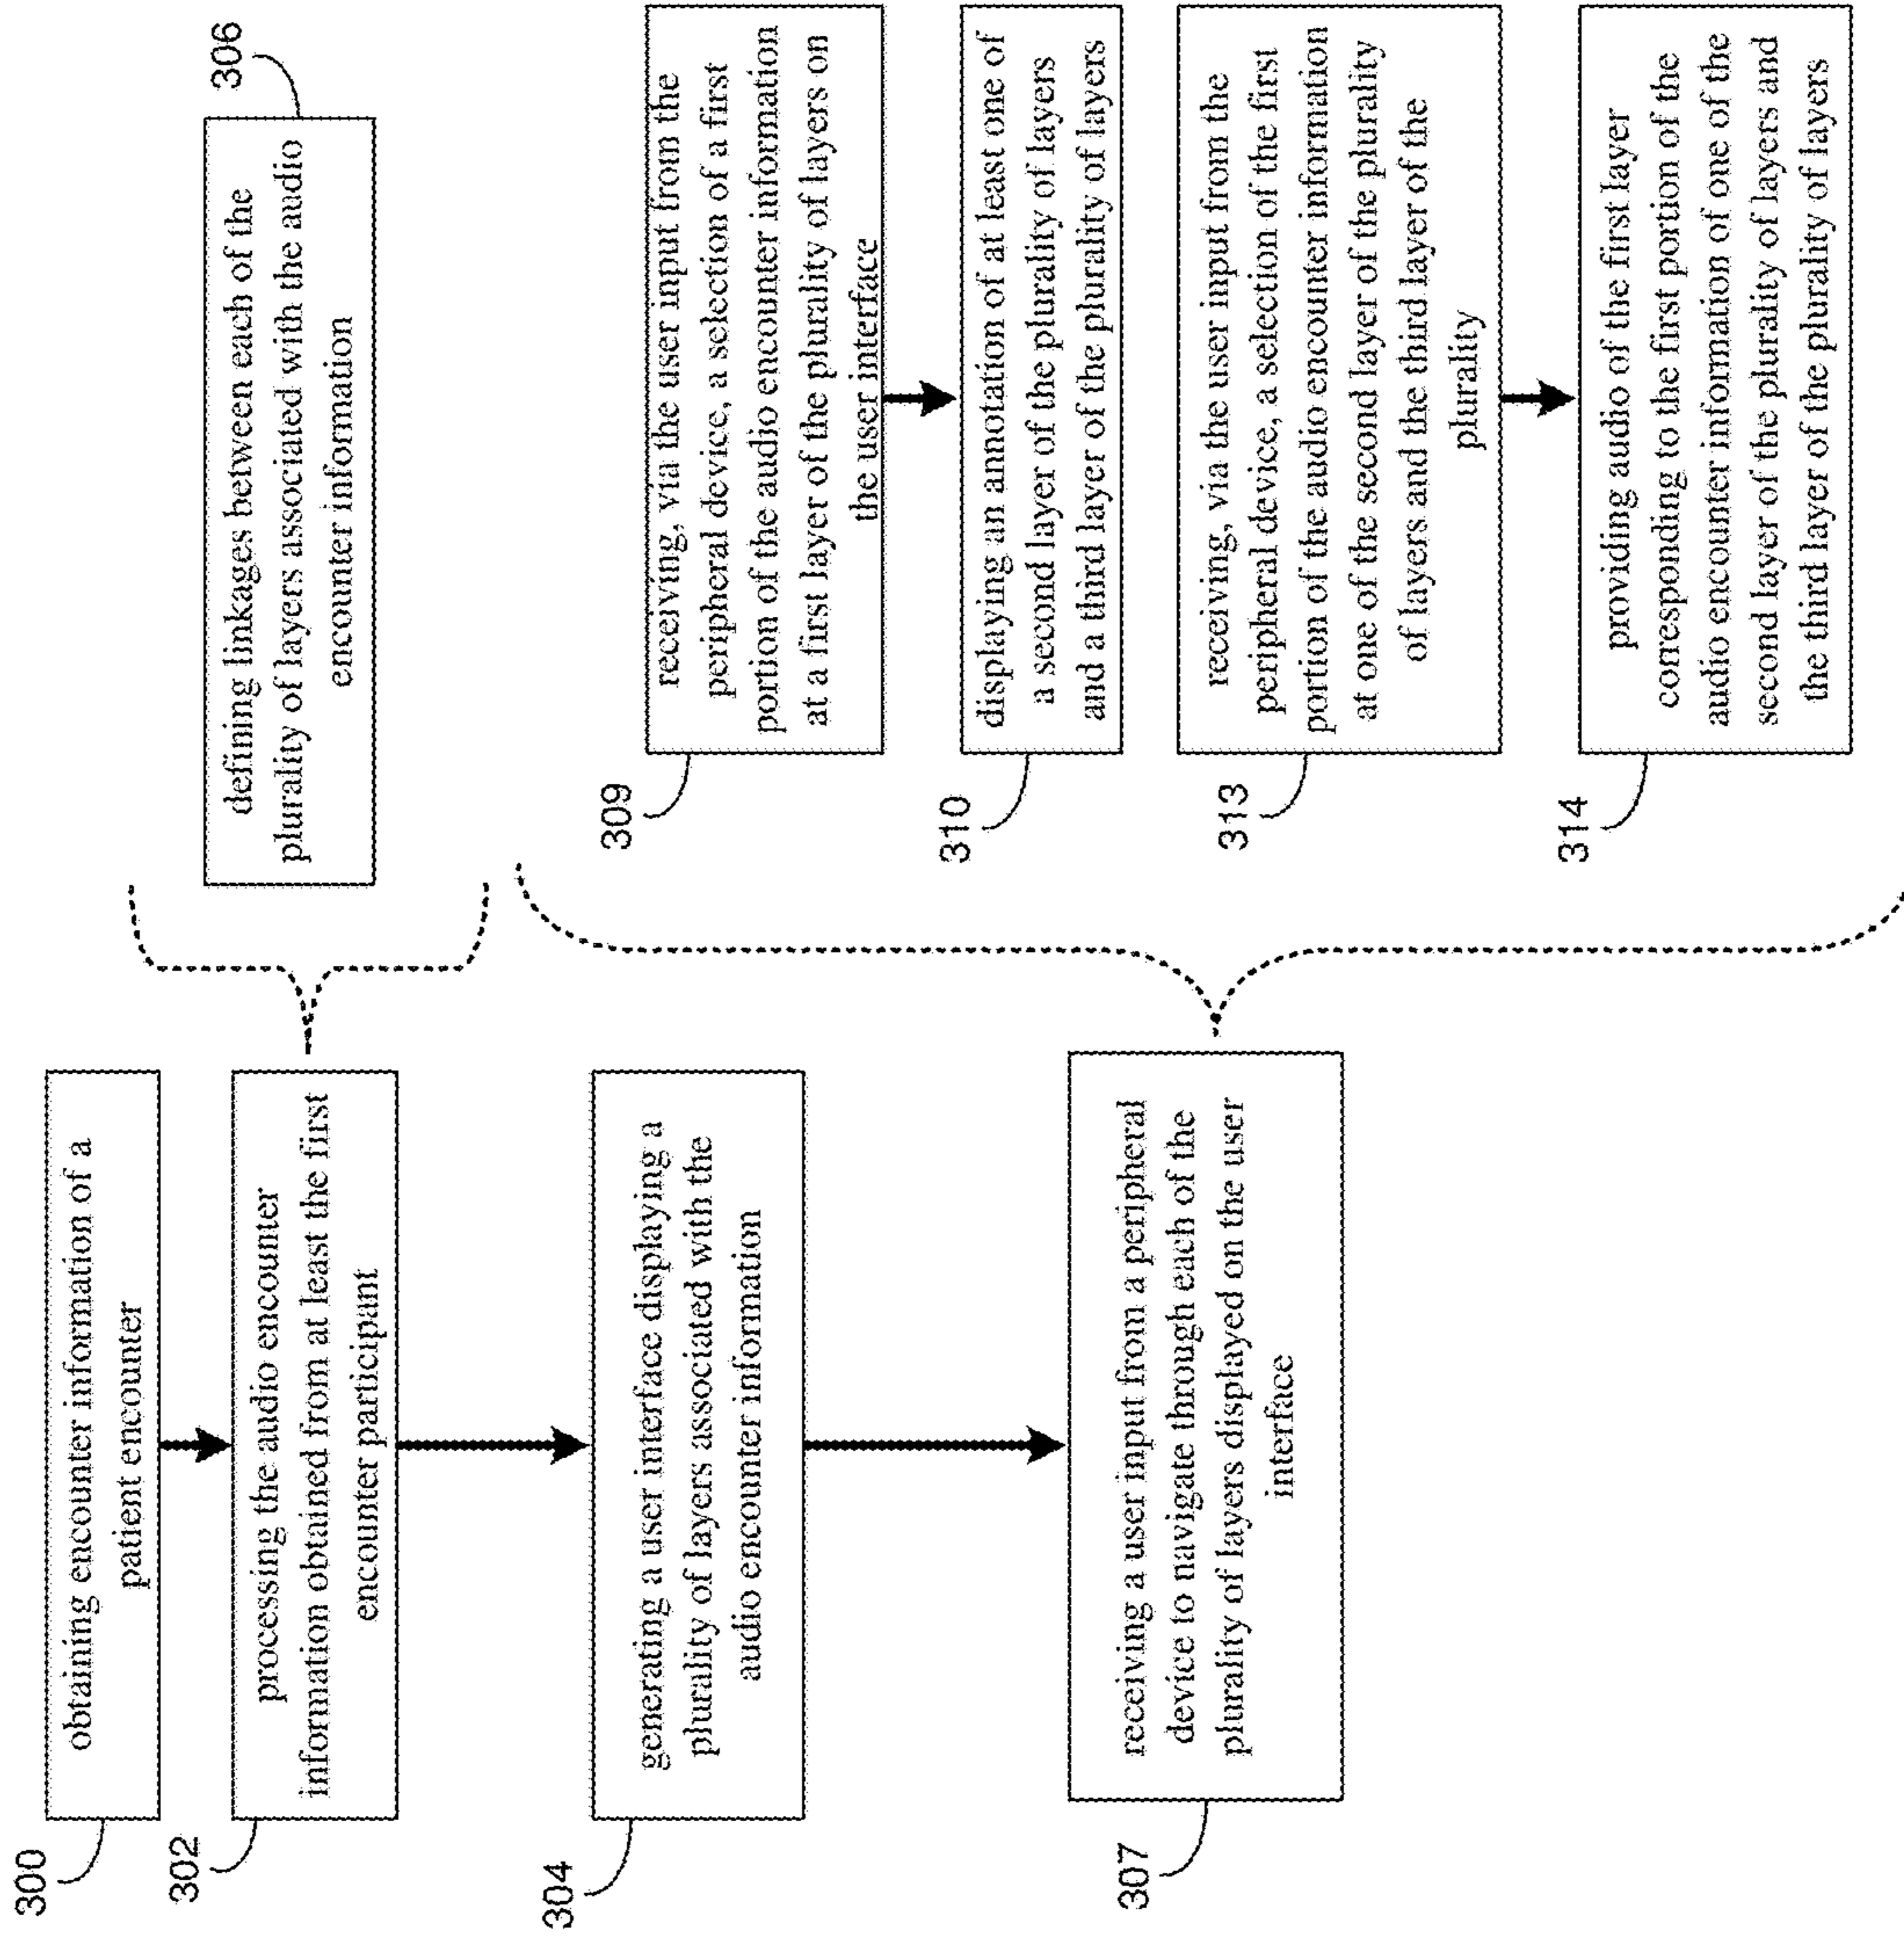 300
obtaining encounter information of a
patient encounter
302
processing the audio encounter
information obtained from at least the first
encounter participant
306
defining linkages between each of the
plurality of layers associated with the audio
encounter information
304
generating a user interface displaying a
plurality of layers associated with the
audio encounter information
307
receiving a user input from a peripheral
device to navigate through each of the
plurality of layers displayed on the user
interface
309
receiving, via the user input from the
peripheral device, a selection of a first
portion of the audio encounter information
at a first layer of the plurality of layers on
the user interface
310
displaying an annotation of at least one of
a second layer of the plurality of layers
and a third layer of the plurality of layers
313
receiving, via the user input from the
peripheral device, a selection of the first
portion of the audio encounter information
at one of the second layer of the plurality
of layers and the third layer of the
plurality
314
providing audio of the first layer
corresponding to the first portion of the
audio encounter information of one of the
second layer of the plurality of layers and
the third layer of the plurality of layers